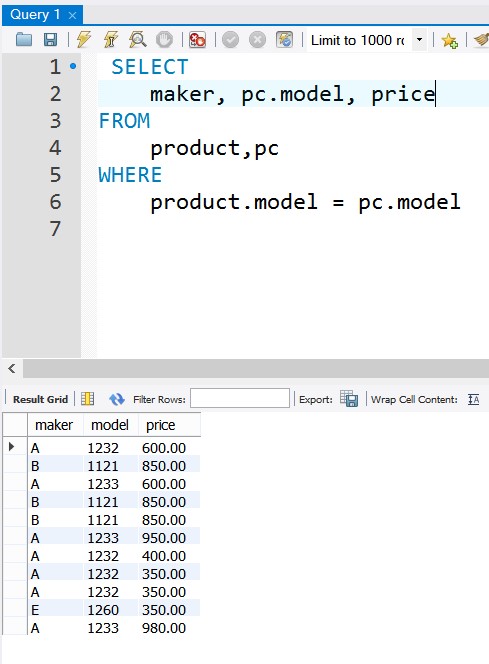 Query 1 ×
Limit to 1000 rc
1 SELECT
2 maker, pc.model, price
3 FROM
4 product,pc
5 WHERE
6 product.model = pc.model
7
Result Grid Filter Rows: Export: Wrap Cell Content: IA
maker model price
A 1232 600.00
B 1121 850.00
A 1233 600.00
B 1121 850.00
B 1121 850.00
A 1233 950.00
A 1232 400.00
A 1232 350.00
A 1232 350.00
E 1260 350.00
A 1233 980.00